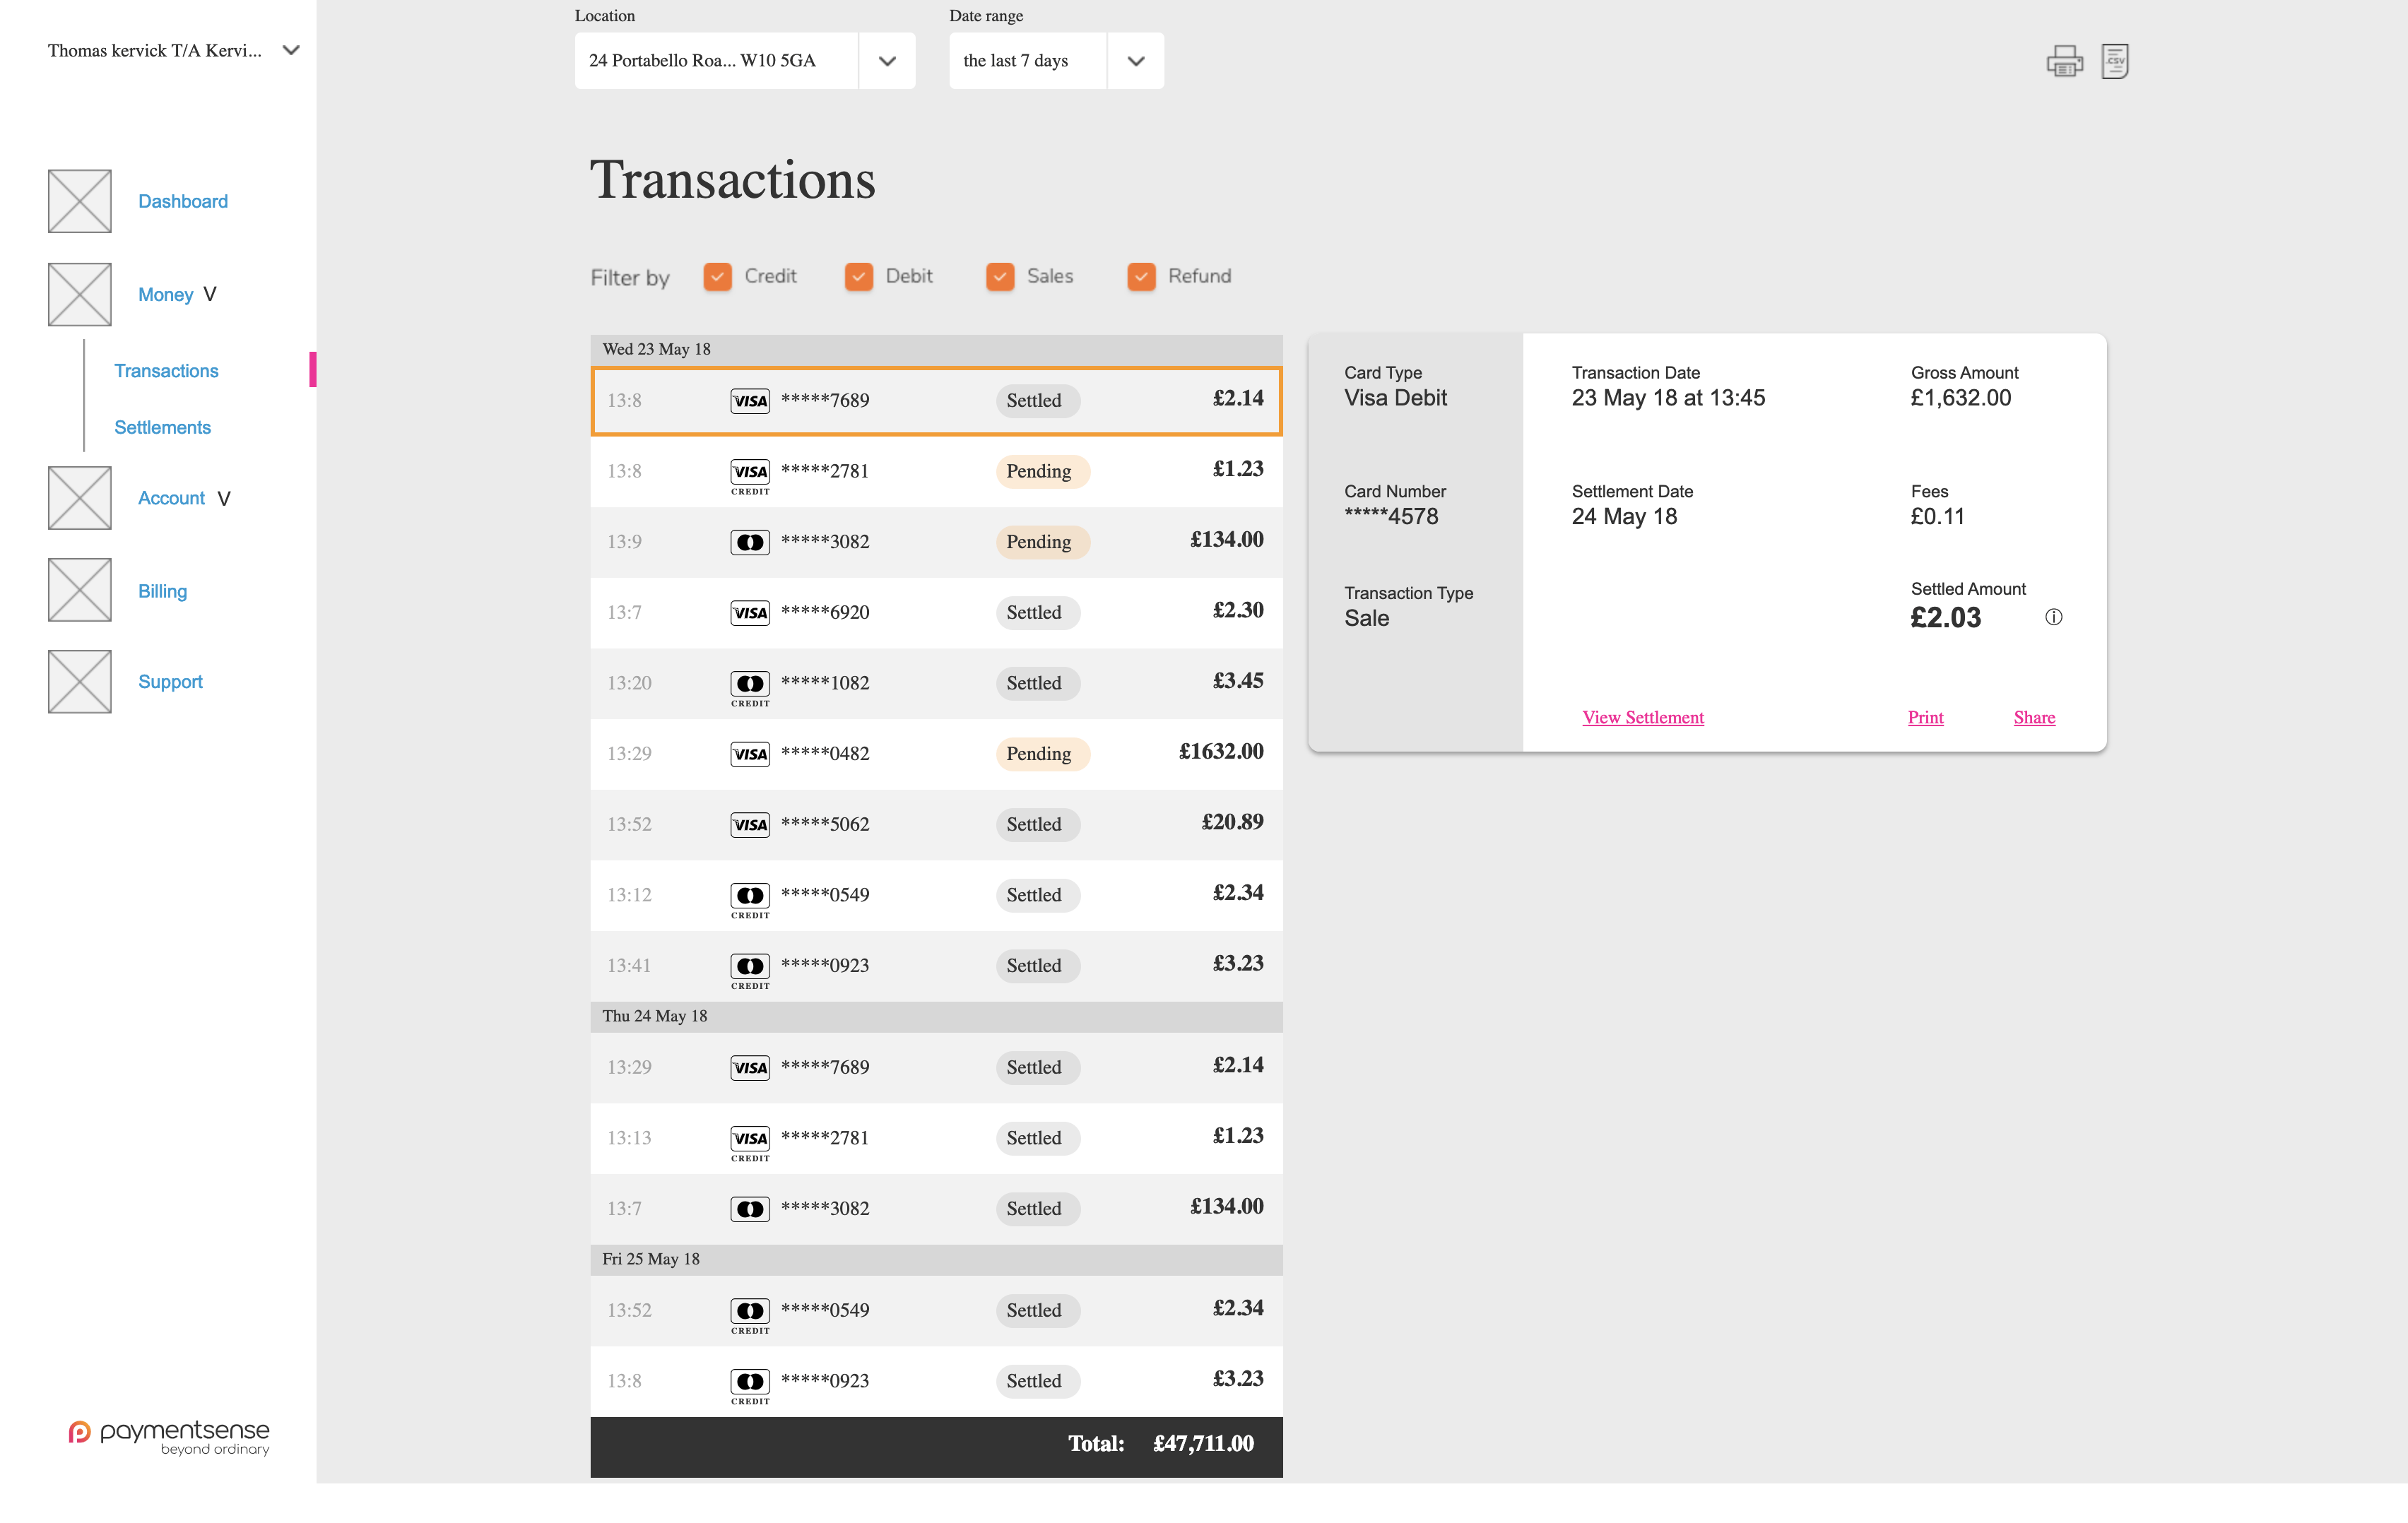 Thomas kervick T/A Kervi...
Dashboard
Money V
Transactions
Settlements
Account V
Billing
Support
paymentsense
beyond ordinary
Location
24 Portabello Roa... W10 5GA
Date range
the last 7 days
.CSV
Transactions
Filter by Credit Debit Sales Refund
Wed 23 May 18
13:8 VISA *****7689 Settled £2.14
13:8 VISA CREDIT *****2781 Pending £1.23
13:9 *****3082 Pending £134.00
13:7 VISA *****6920 Settled £2.30
13:20 CREDIT *****1082 Settled £3.45
13:29 VISA *****0482 Pending £1632.00
13:52 VISA *****5062 Settled £20.89
13:12 CREDIT *****0549 Settled £2.34
13:41 CREDIT *****0923 Settled £3.23
Thu 24 May 18
13:29 VISA *****7689 Settled £2.14
13:13 VISA CREDIT *****2781 Settled £1.23
13:7 *****3082 Settled £134.00
Fri 25 May 18
13:52 CREDIT *****0549 Settled £2.34
13:8 CREDIT *****0923 Settled £3.23
Total: £47,711.00
Card Type
Visa Debit
Card Number
*****4578
Transaction Type
Sale
Transaction Date
23 May 18 at 13:45
Settlement Date
24 May 18
Gross Amount
£1,632.00
Fees
£0.11
Settled Amount
£2.03
View Settlement Print Share